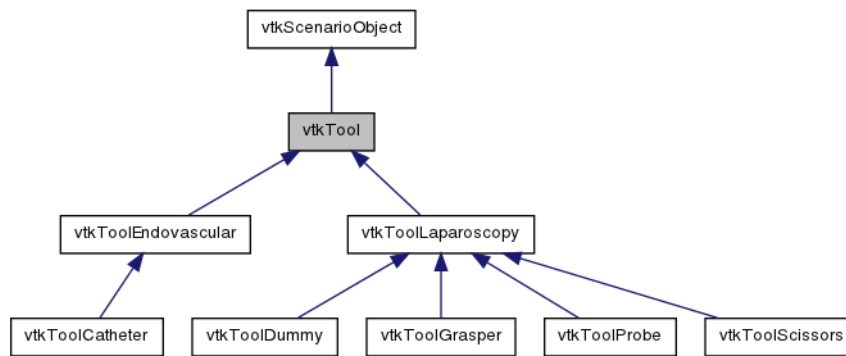 vtkScenarioObject
vtkTool
vtkToolEndovascular
vtkToolLaparoscopy
vtkToolCatheter
vtkToolDummy
vtkToolGrasper
vtkToolProbe
vtkToolScissors